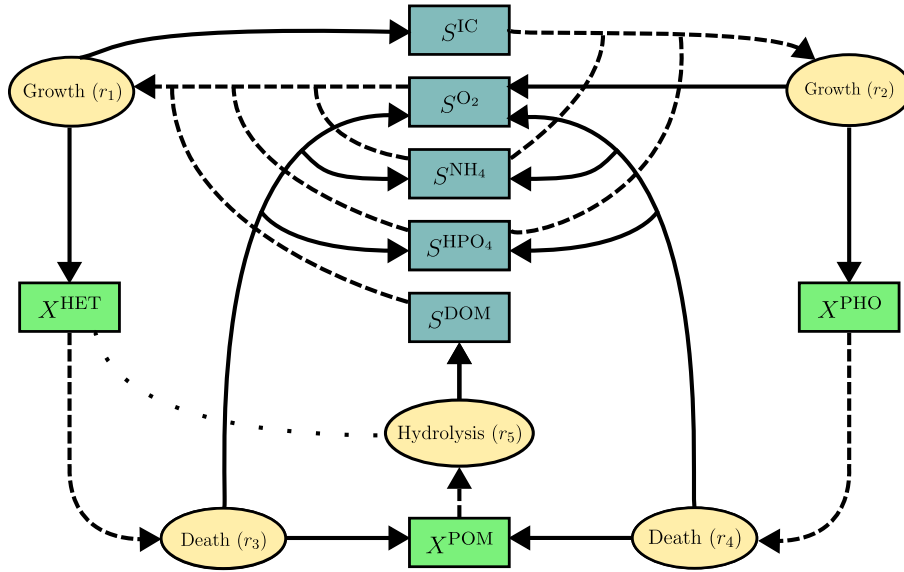 S^IC
Growth (r₁)
S^O₂
Growth (r₂)
S^NH₄
S^HPO₄
X^HET
S^DOM
X^PHO
Hydrolysis (r₅)
Death (r₃)
X^POM
Death (r₄)